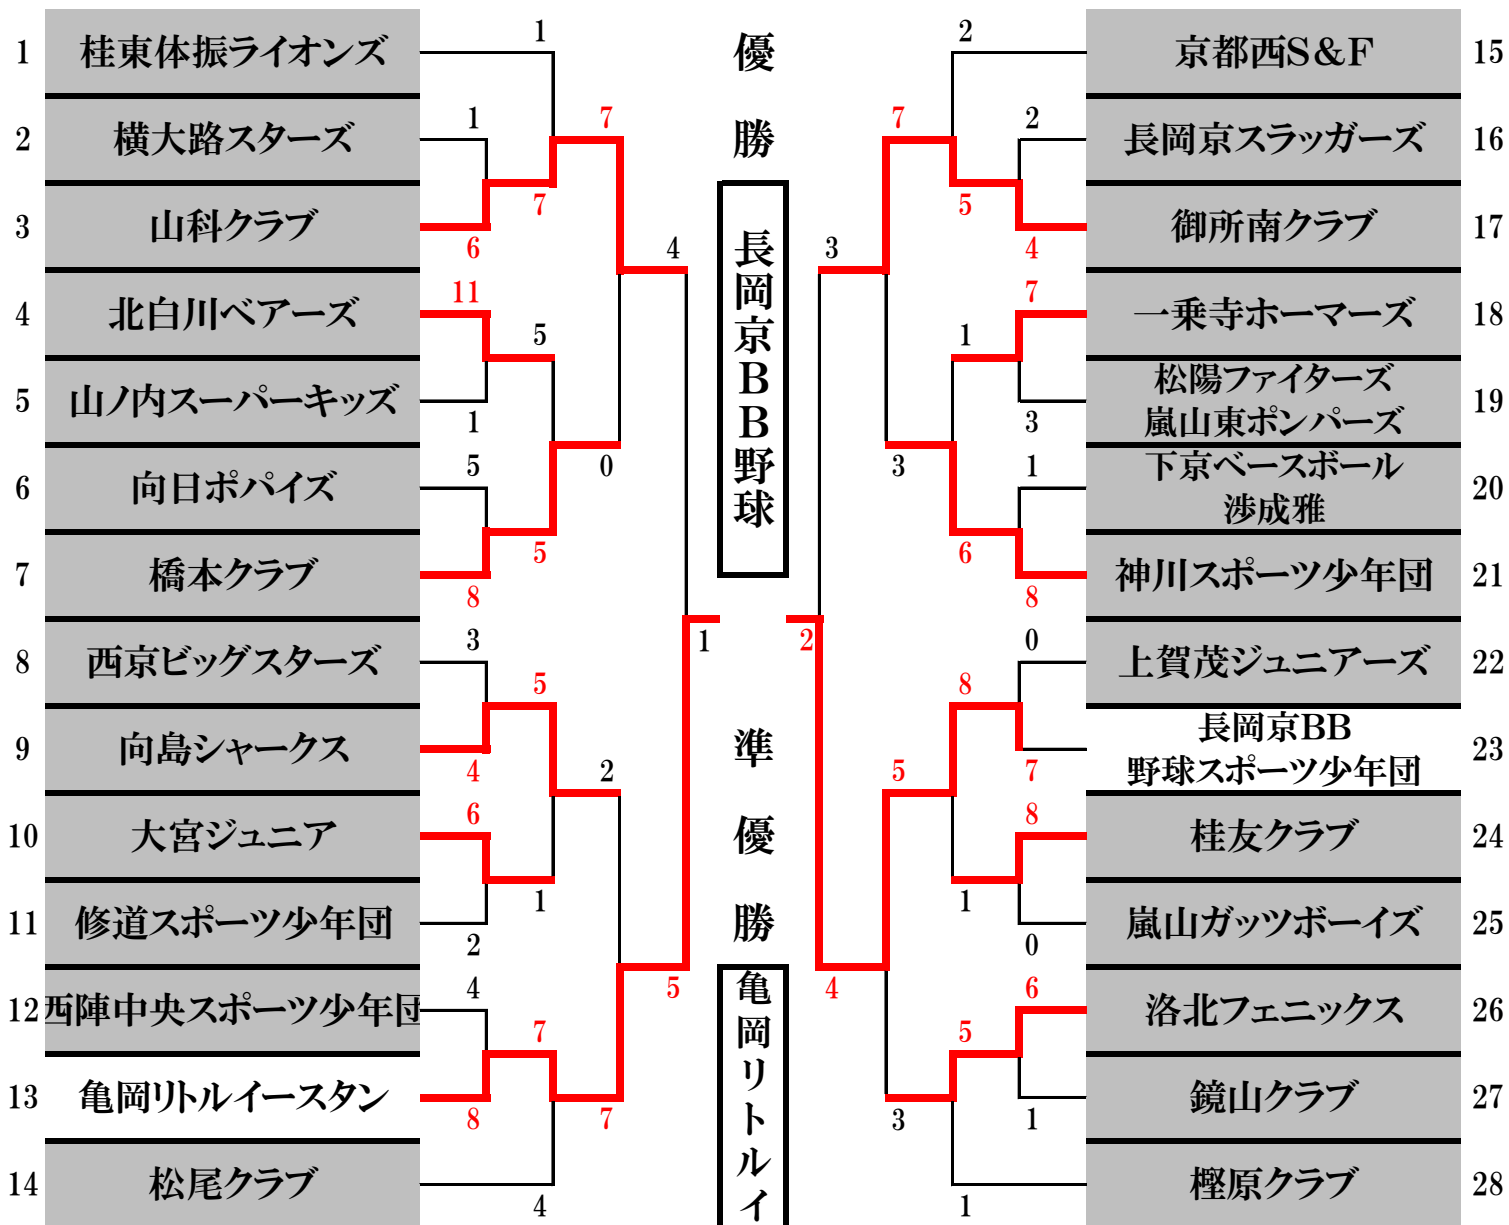 1 桂東体振ライオンズ
2 横大路スターズ
3 山科クラブ
4 北白川ベアーズ
5 山ノ内スーパーキッズ
6 向日ポパイズ
7 橋本クラブ
8 西京ビッグスターズ
9 向島シャークス
10 大宮ジュニア
11 修道スポーツ少年団
12 西陣中央スポーツ少年団
13 亀岡リトルイースタン
14 松尾クラブ
1
1
6
7
7
11
1
5
5
8
5
0
4
3
4
5
6
2
1
2
4
8
7
4
7
5
1
優勝
長岡京BB野球
準優勝
亀岡リトルイ
2
3
4
7
2
2
4
5
7
3
1
1
8
6
3
0
7
8
8
0
1
5
6
1
5
1
3
京都西S&F 15
長岡京スラッガーズ 16
御所南クラブ 17
一乗寺ホーマーズ 18
松陽ファイターズ
嵐山東ポンパーズ 19
下京ベースボール
渉成雅 20
神川スポーツ少年団 21
上賀茂ジュニアーズ 22
長岡京BB
野球スポーツ少年団 23
桂友クラブ 24
嵐山ガッツボーイズ 25
洛北フェニックス 26
鏡山クラブ 27
樫原クラブ 28